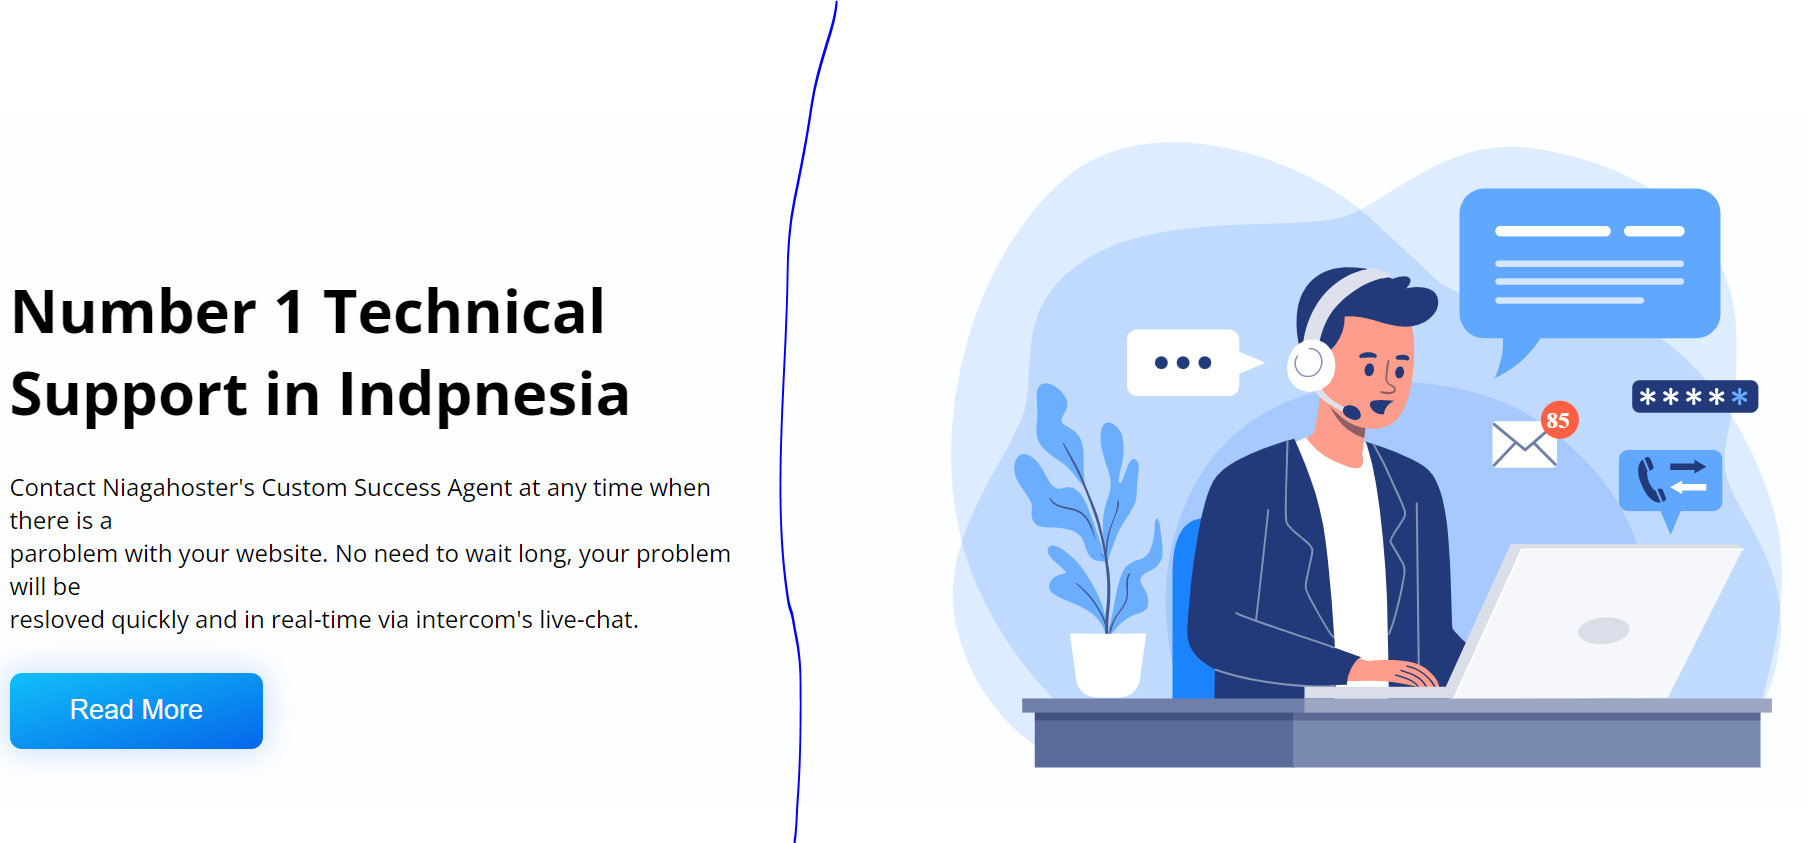 Number 1 Technical
Support in Indpnesia
Contact Niagahoster's Custom Success Agent at any time when
there is a
paroblem with your website. No need to wait long, your problem
will be
resloved quickly and in real-time via intercom's live-chat.
Read More
85
*****